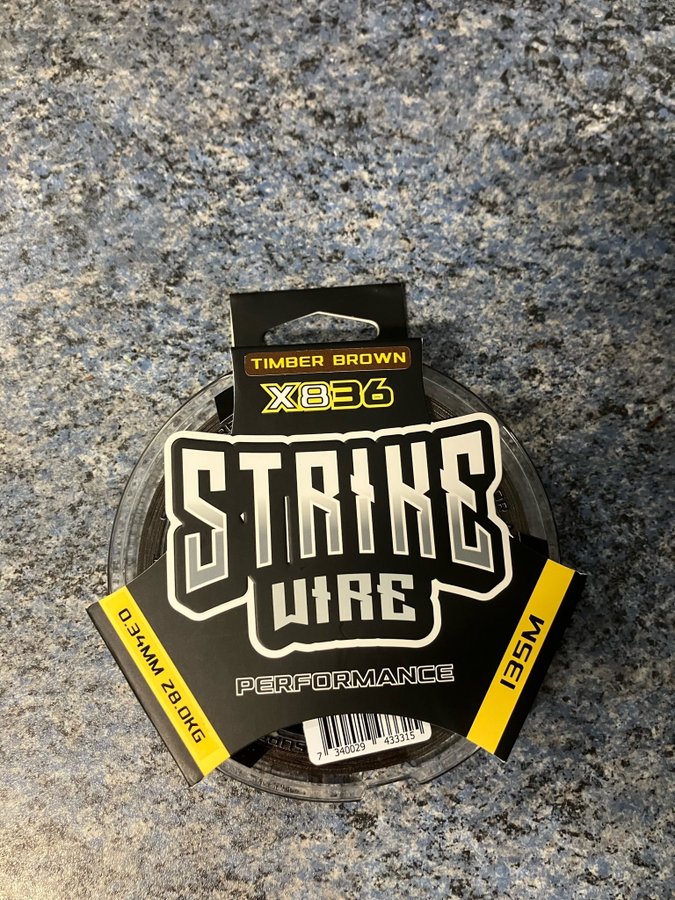 TIMBER BROWN
X836
STRIKE
WIRE
PERFORMANCE
0.34MM 28.0KG
135M
7 340029 433315